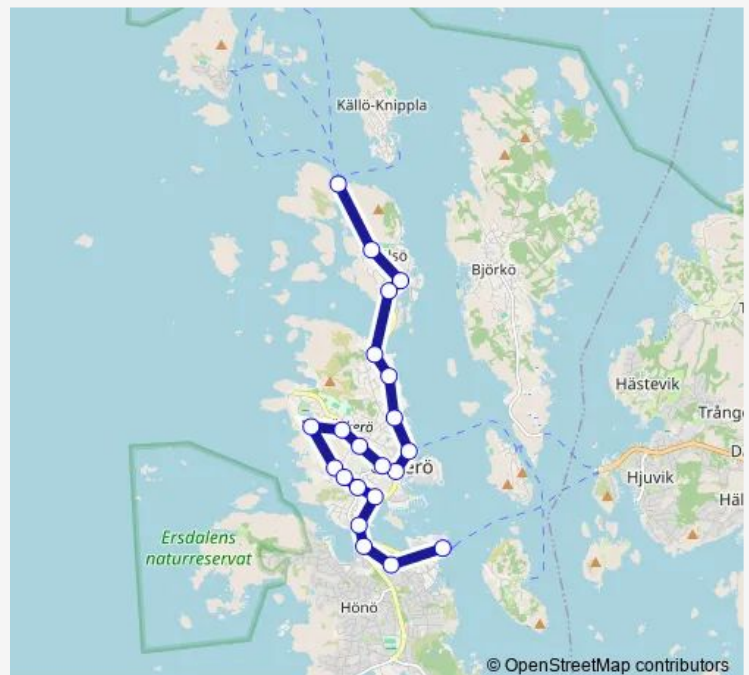 Källö-Knippla
Björkö
Hästevik
Hjuvik
Ersdalens
naturreservat
Hönö
© OpenStreetMap contributors